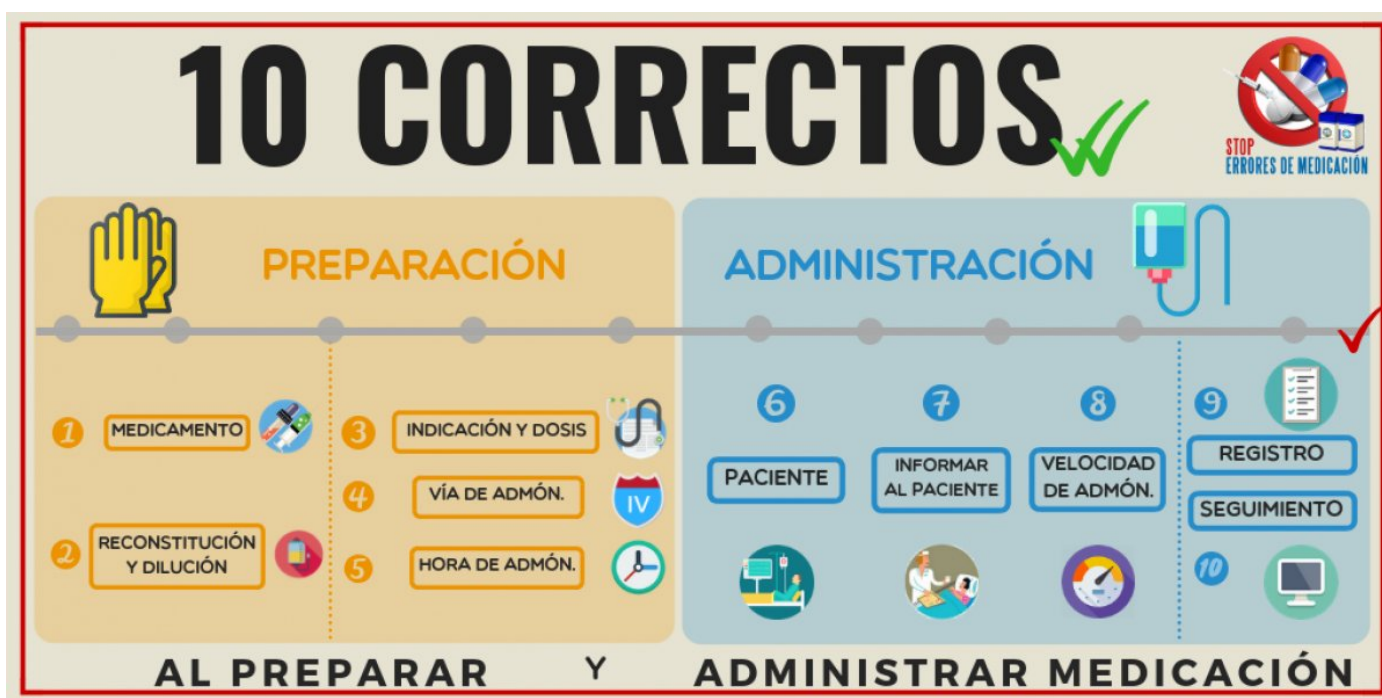 10 CORRECTOS
STOP
ERRORES DE MEDICACIÓN
PREPARACIÓN
1 MEDICAMENTO
2 RECONSTITUCIÓN
Y DILUCIÓN
3 INDICACIÓN Y DOSIS
4 VÍA DE ADMÓN.
IV
5 HORA DE ADMÓN.
ADMINISTRACIÓN
6
PACIENTE
7
INFORMAR
AL PACIENTE
8
VELOCIDAD
DE ADMÓN.
9
REGISTRO
SEGUIMIENTO
10
AL PREPARAR Y ADMINISTRAR MEDICACIÓN